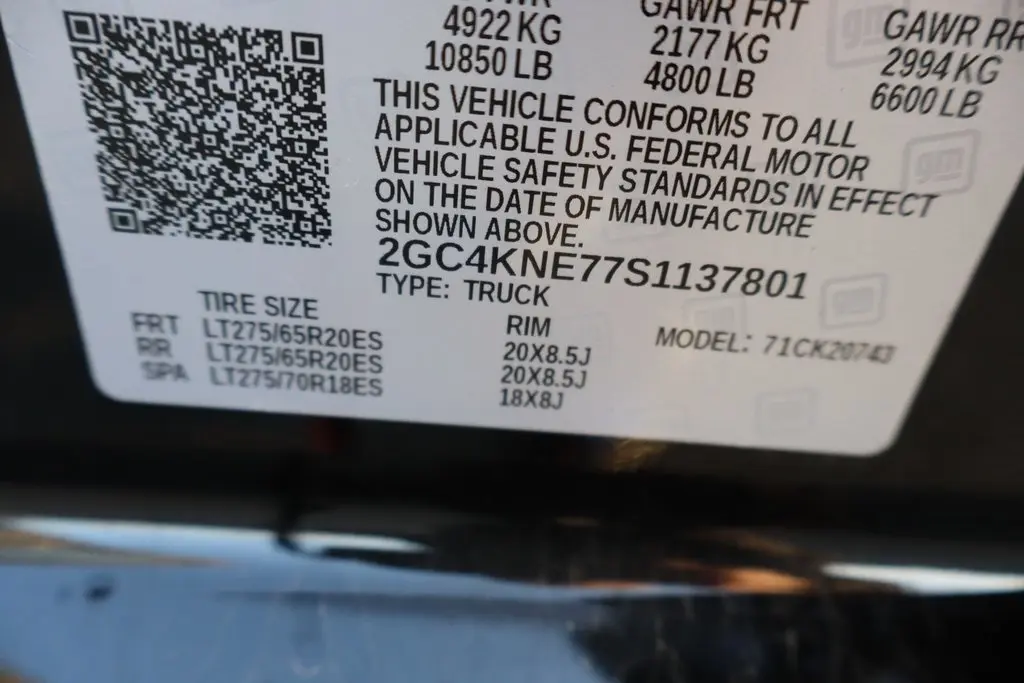 4922 KG
10850 LB
GAWR FRT
2177 KG
4800 LB
GAWR RR
2994 KG
6600 LB
THIS VEHICLE CONFORMS TO ALL
APPLICABLE U.S. FEDERAL MOTOR
VEHICLE SAFETY STANDARDS IN EFFECT
ON THE DATE OF MANUFACTURE
SHOWN ABOVE.
2GC4KNE77S1137801
TYPE: TRUCK
TIRE SIZE RIM
FRT LT275/65R20ES 20X8.5J
RR LT275/65R20ES 20X8.5J
SPA LT275/70R18ES 18X8J
MODEL: 71CK20743
gm
gm